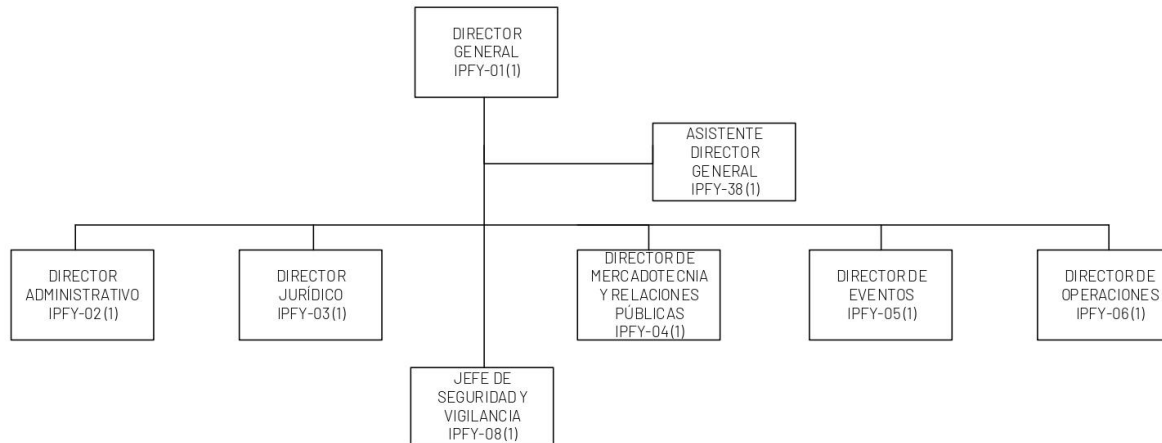 DIRECTOR
GENERAL
IPFY-01(1)
ASISTENTE
DIRECTOR
GENERAL
IPFY-38(1)
DIRECTOR
ADMINISTRATIVO
IPFY-02(1)
DIRECTOR
JURÍDICO
IPFY-03(1)
DIRECTOR DE
MERCADOTECNIA
Y RELACIONES
PÚBLICAS
IPFY-04(1)
DIRECTOR DE
EVENTOS
IPFY-05(1)
DIRECTOR DE
OPERACIONES
IPFY-06(1)
JEFE DE
SEGURIDAD Y
VIGILANCIA
IPFY-08(1)